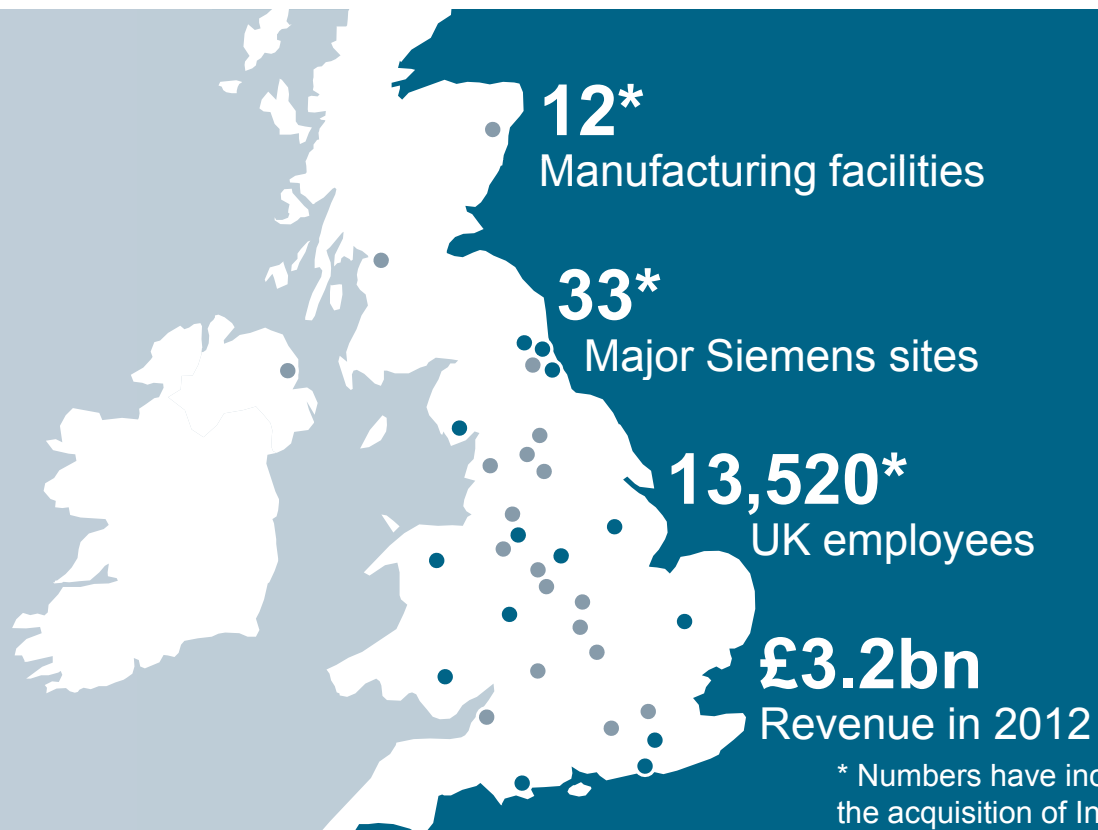 12*
Manufacturing facilities
33*
Major Siemens sites
13,520*
UK employees
£3.2bn
Revenue in 2012
* Numbers have
the acquisition of